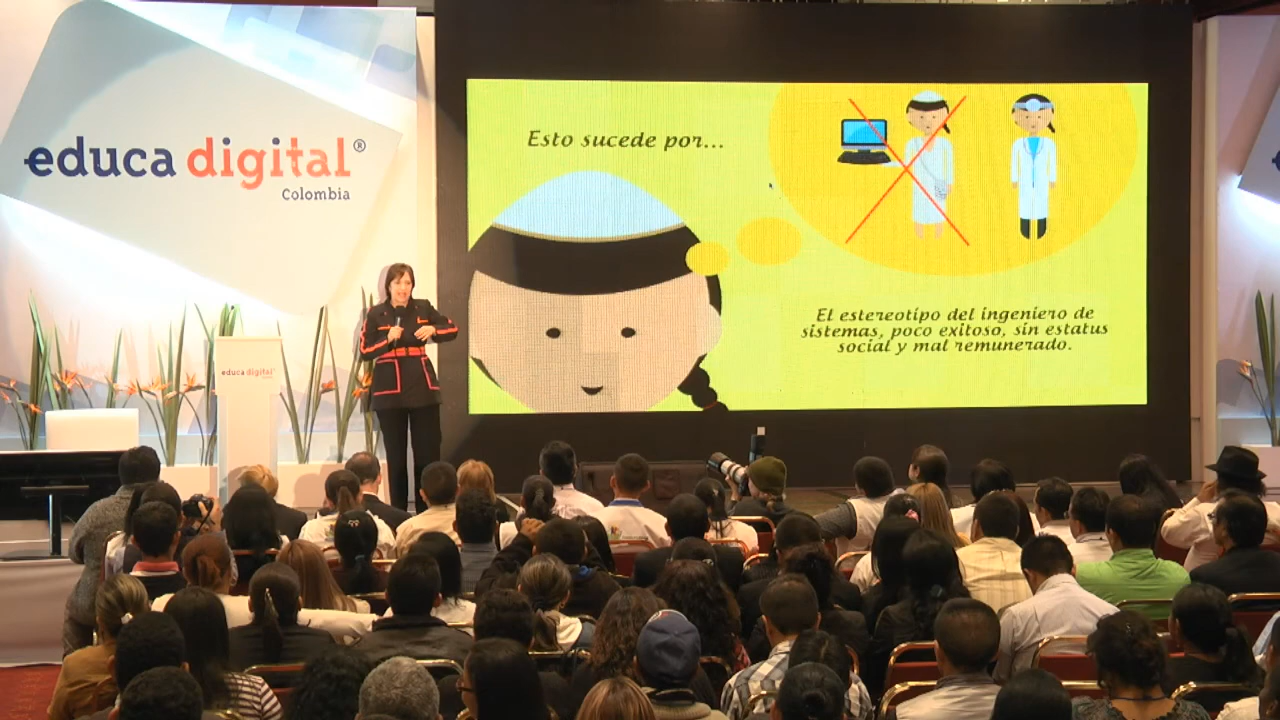 educa digital®
Colombia
educa digital
Esto sucede por...
El estereotipo del ingeniero de
sistemas, poco exitoso, sin estatus
social y mal remunerado.